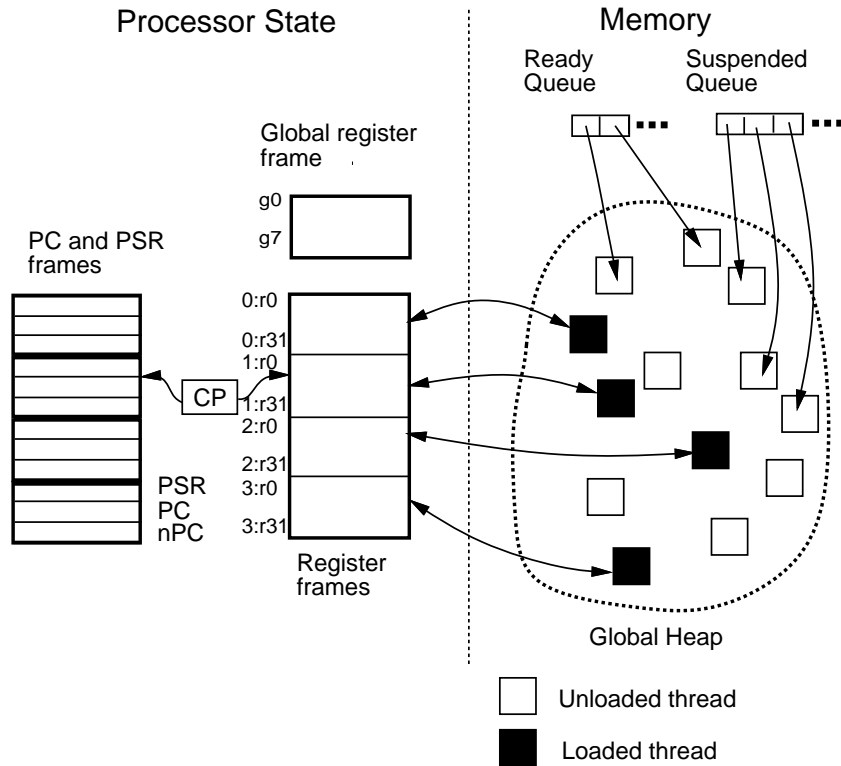 Processor State
Memory
Ready
Queue
Suspended
Queue
Global register
frame
g0
g7
PC and PSR
frames
0:r0
0:r31
1:r0
CP
1:r31
2:r0
2:r31
PSR
3:r0
PC
nPC
3:r31
Register
frames
Global Heap
Unloaded thread
Loaded thread